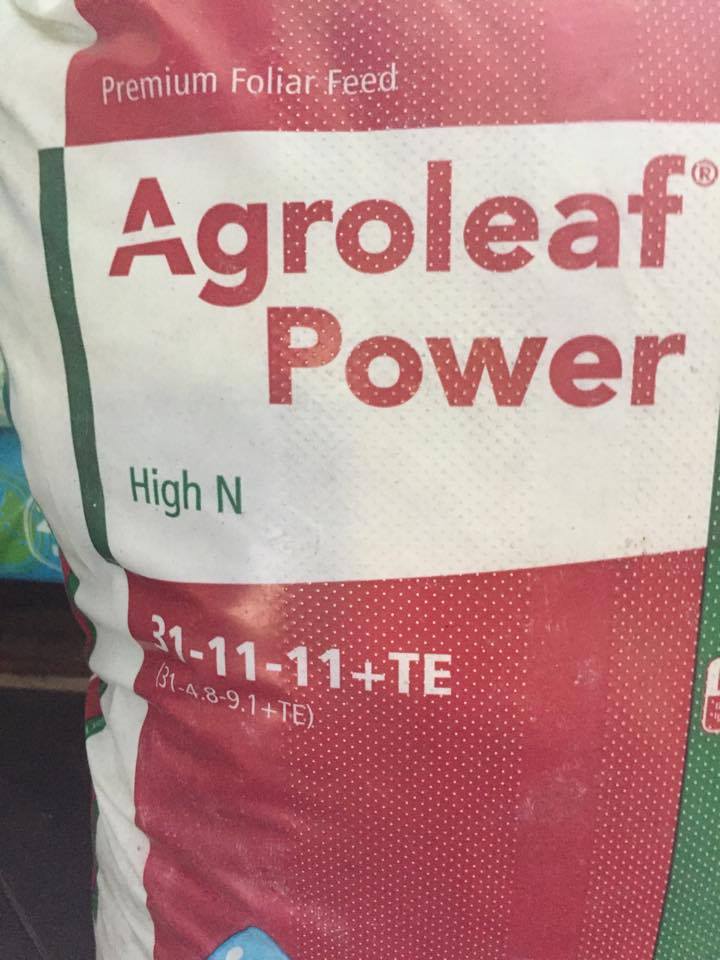 Premium Foliar Feed
Agroleaf®
Power
High N
31-11-11+TE
(31-4.8-9.1+TE)